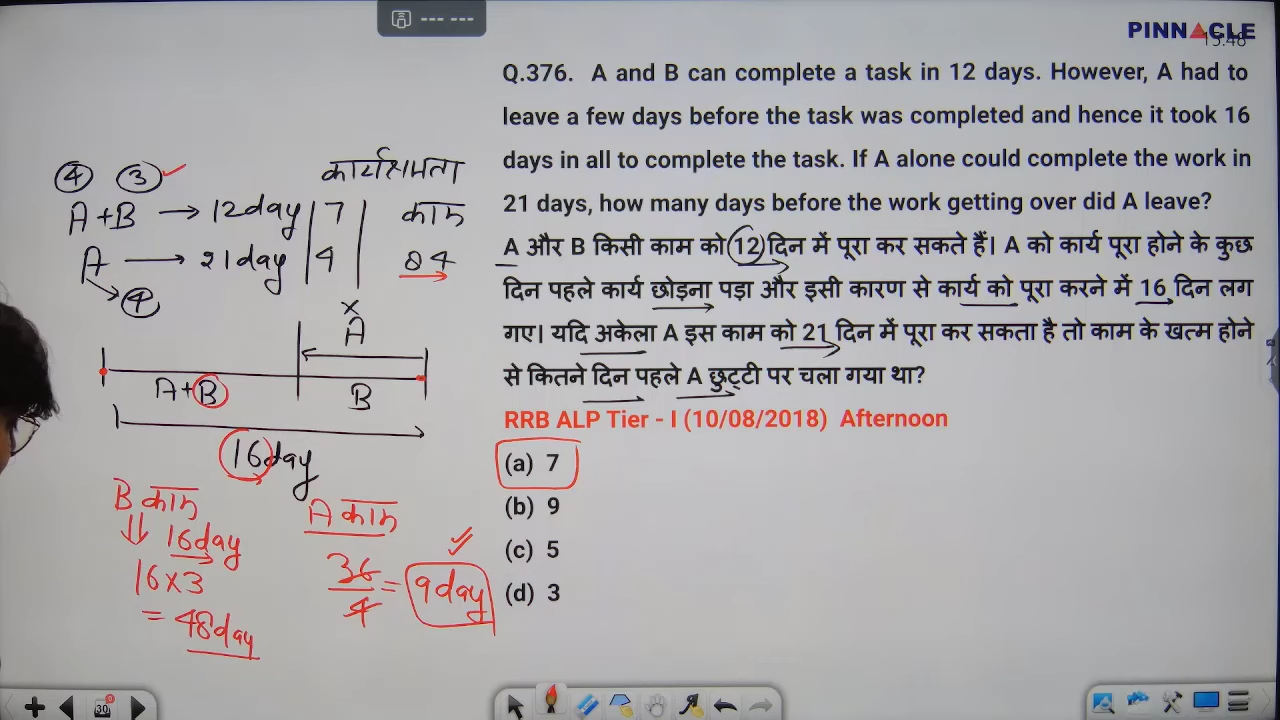 PINNACLE
15:48
Q.376. A and B can complete a task in 12 days. However, A had to
leave a few days before the task was completed and hence it took 16
days in all to complete the task. If A alone could complete the work in
21 days, how many days before the work getting over did A leave?
A और B किसी काम को 12 दिन में पूरा कर सकते हैं। A को कार्य पूरा होने के कुछ
दिन पहले कार्य छोड़ना पड़ा और इसी कारण से कार्य को पूरा करने में 16 दिन लग
गए। यदि अकेला A इस काम को 21 दिन में पूरा कर सकता है तो काम के खत्म होने
से कितने दिन पहले A छुट्टी पर चला गया था?
RRB ALP Tier - I (10/08/2018) Afternoon
(a) 7
(b) 9
(c) 5
(d) 3
④ ③ ✓ कार्यक्षमता
A+B → 12day | 7 | काम
A → 21day | 4 | 84
④
x
A
A+B B
16day
B काम
⇓ 16day
16x3
= 48day
A काम
36/4 = 9day
30